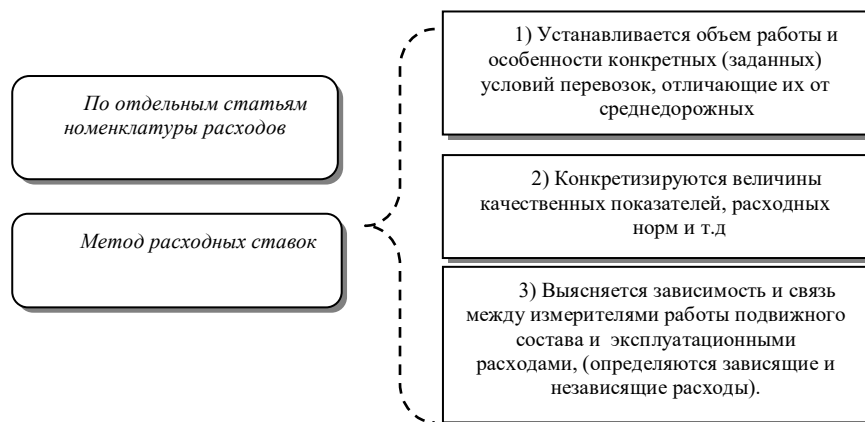 По отдельным статьям
номенклатуры расходов
Метод расходных ставок
1) Устанавливается объем работы и
особенности конкретных (заданных)
условий перевозок, отличающие их от
среднедорожных
2) Конкретизируются величины
качественных показателей, расходных
норм и т.д
3) Выясняется зависимость и связь
между измерителями работы подвижного
состава и эксплуатационными
расходами, (определяются зависящие и
независящие расходы).